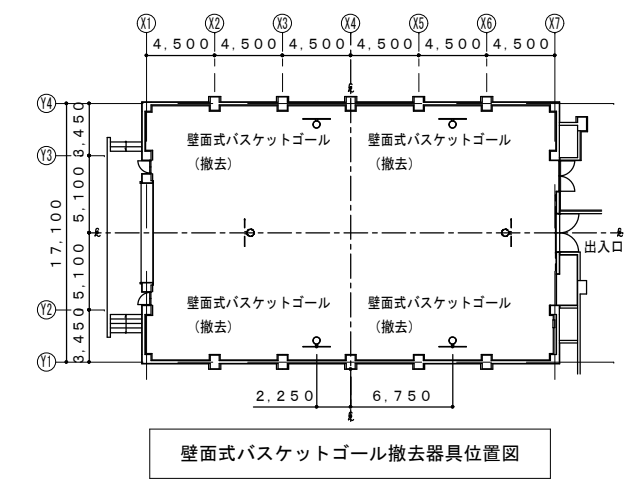 X1 X2 X3 X4 X5 X6 X7
4,500 4,500 4,500 4,500 4,500 4,500
Y4
Y3
Y2
Y1
3,450
5,100
5,100
3,450
17,100
壁面式バスケットゴール 壁面式バスケットゴール
(撤去) (撤去)
出入口
壁面式バスケットゴール 壁面式バスケットゴール
(撤去) (撤去)
2,250 6,750
壁面式バスケットゴール撤去器具位置図